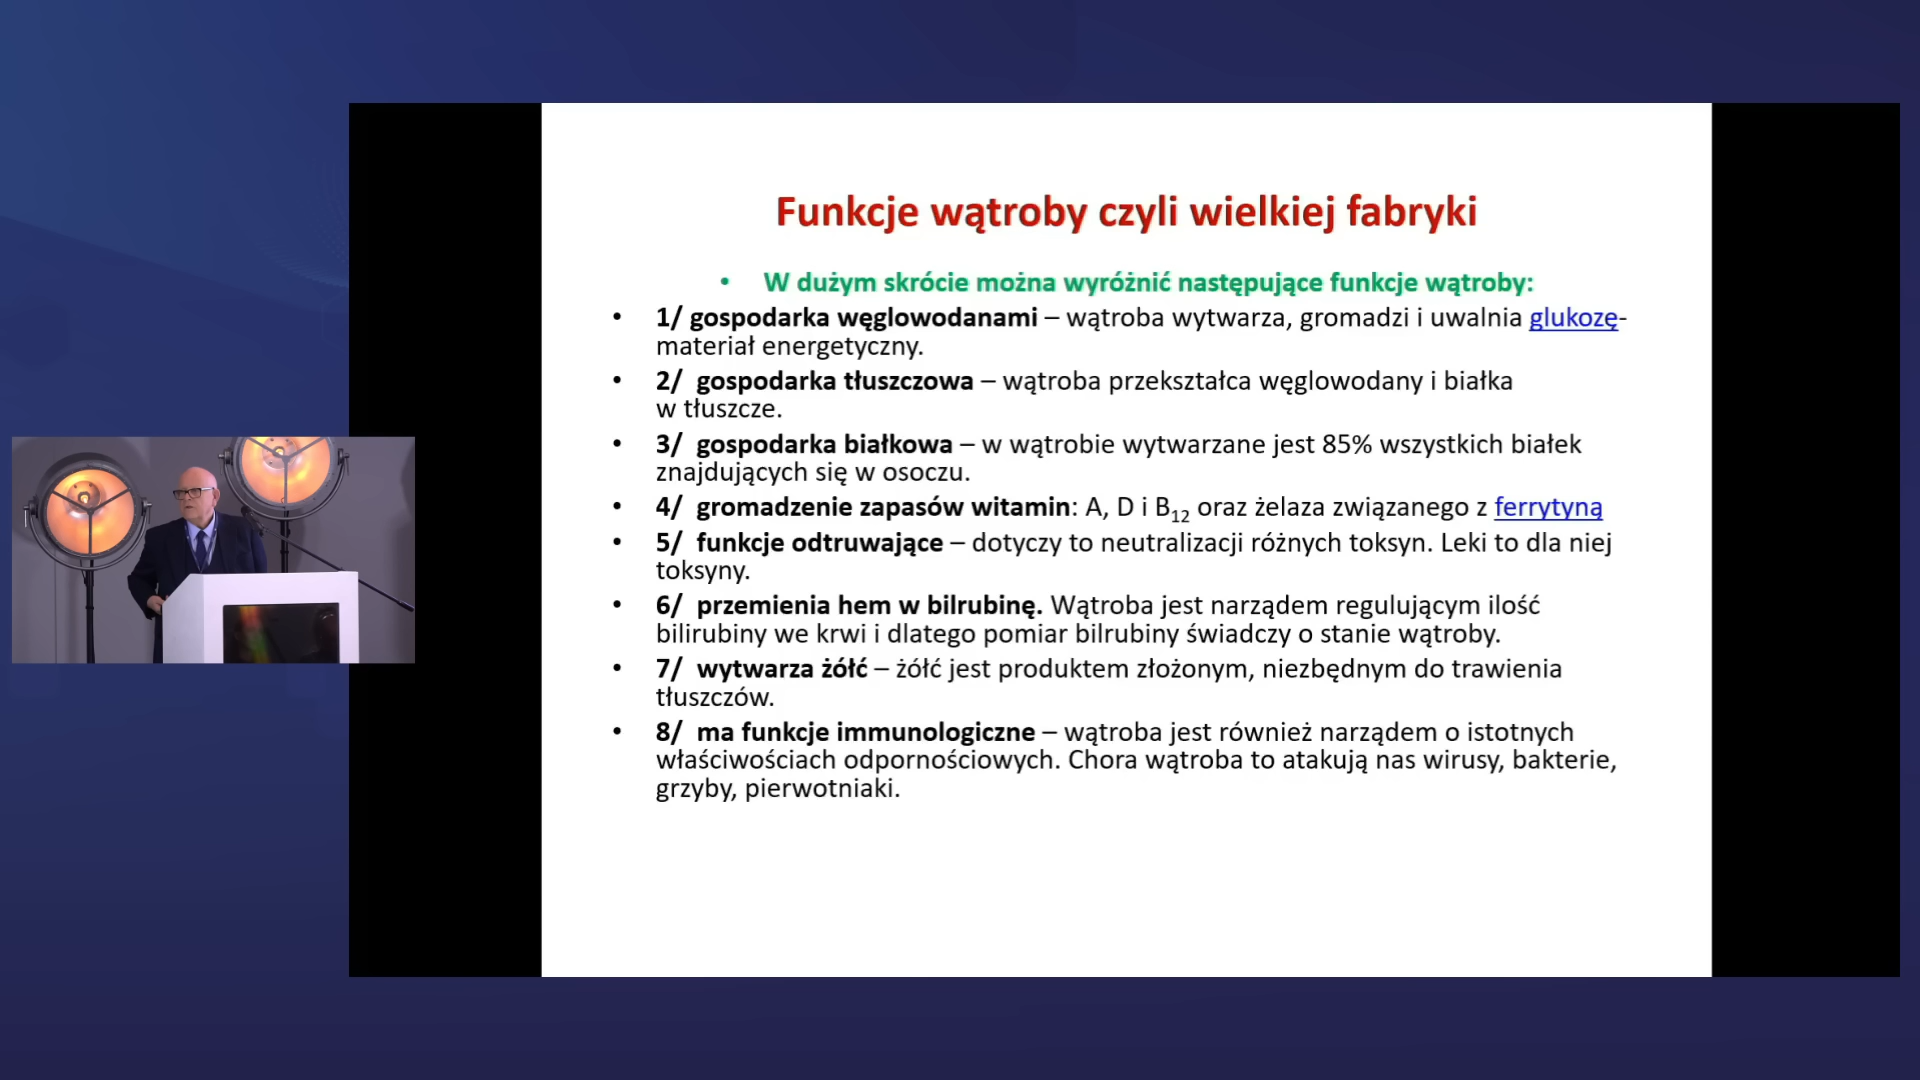 Funkcje wątroby czyli wielkiej fabryki
• W dużym skrócie można wyróżnić następujące funkcje wątroby:
• 1/ gospodarka węglowodanami – wątroba wytwarza, gromadzi i uwalnia glukozę-
materiał energetyczny.
• 2/ gospodarka tłuszczowa – wątroba przekształca węglowodany i białka
w tłuszcze.
• 3/ gospodarka białkowa – w wątrobie wytwarzane jest 85% wszystkich białek
znajdujących się w osoczu.
• 4/ gromadzenie zapasów witamin: A, D i B12 oraz żelaza związanego z ferrytyną
• 5/ funkcje odtruwające – dotyczy to neutralizacji różnych toksyn. Leki to dla niej
toksyny.
• 6/ przemienia hem w bilrubinę. Wątroba jest narządem regulującym ilość
bilirubiny we krwi i dlatego pomiar bilrubiny świadczy o stanie wątroby.
• 7/ wytwarza żółć – żółć jest produktem złożonym, niezbędnym do trawienia
tłuszczów.
• 8/ ma funkcje immunologiczne – wątroba jest również narządem o istotnych
właściwościach odpornościowych. Chora wątroba to atakują nas wirusy, bakterie,
grzyby, pierwotniaki.